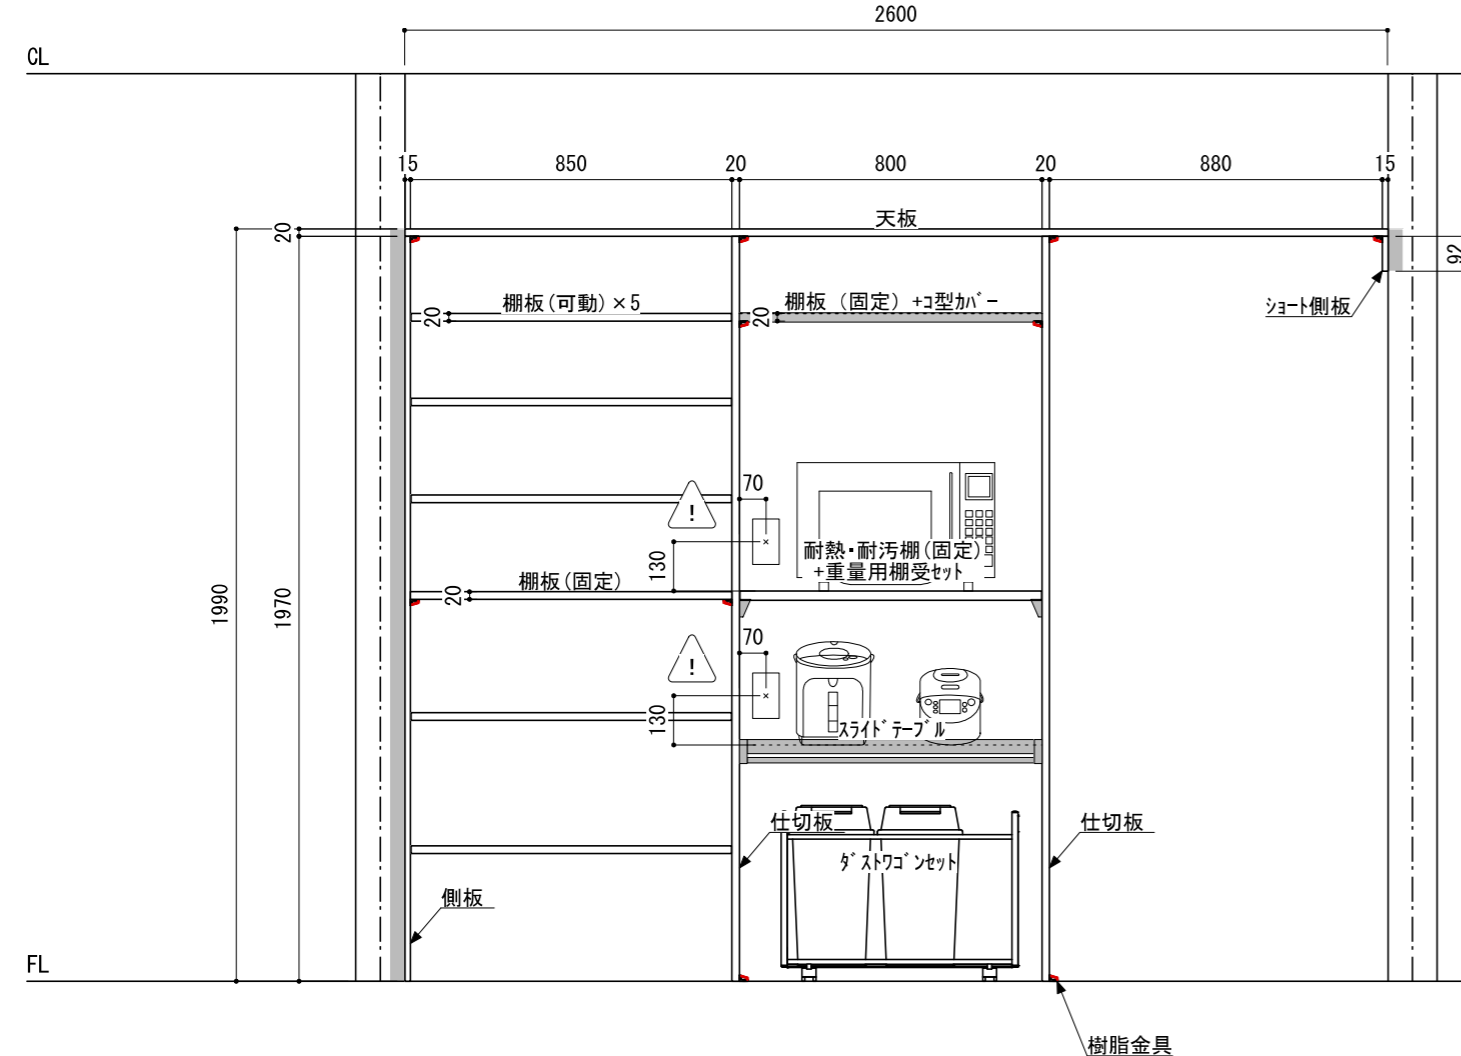 2600
CL
15
850
20
800
20
880
15
天板
20
92
棚板(可動)×5
20
棚板（固定）+ｺ型ｶﾊﾞｰ
20
ｼｮｰﾄ側板
70
!
130
耐熱・耐汚棚(固定)
+重量用棚受ｾｯﾄ
棚板(固定)
20
1990
1970
70
!
130
ｽﾗｲﾄﾞﾃｰﾌﾞﾙ
仕切板
仕切板
ﾀﾞｽﾄﾜｺﾞﾝｾｯﾄ
側板
FL
樹脂金具